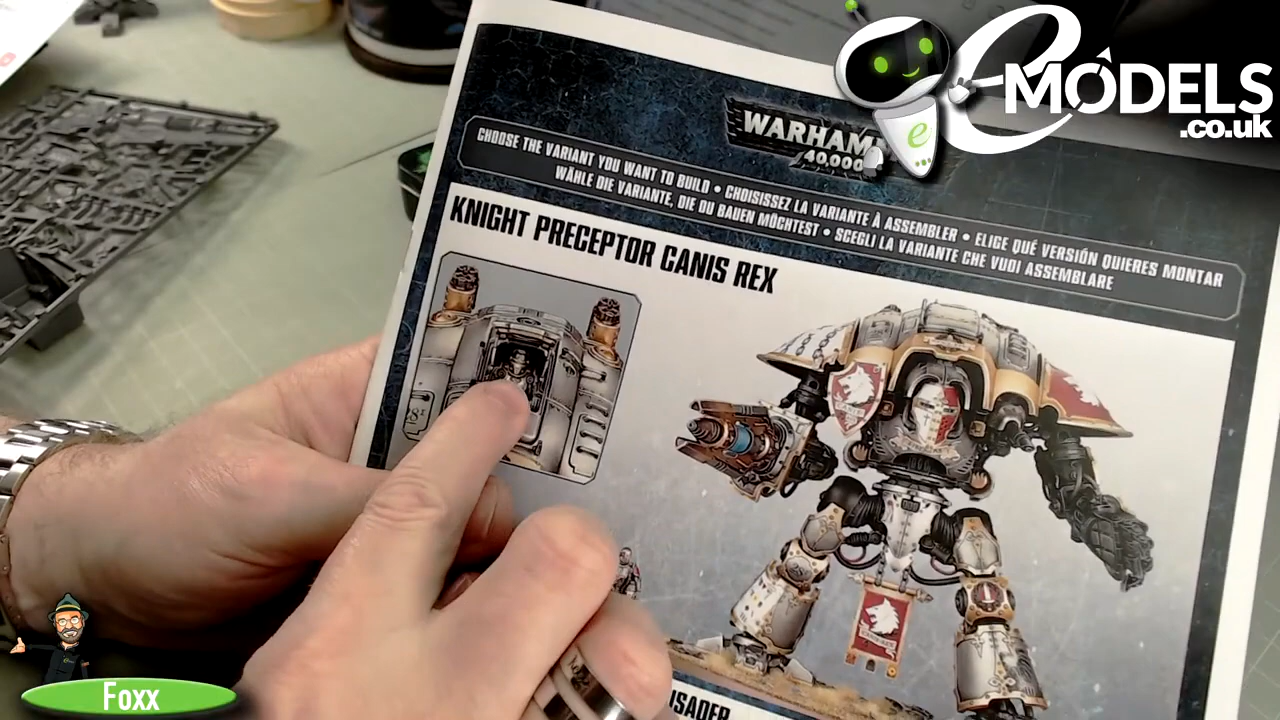 eMODELS
.co.uk
e
WARHAM
40,000
CHOOSE THE VARIANT YOU WANT TO BUILD • CHOISISSEZ LA VARIANTE À ASSEMBLER • ELIGE QUÉ VERSIÓN QUIERES MONTAR
WÄHLE DIE VARIANTE, DIE DU BAUEN MÖCHTEST • SCEGLI LA VARIANTE CHE VUOI ASSEMBLARE
KNIGHT PRECEPTOR CANIS REX
Foxx